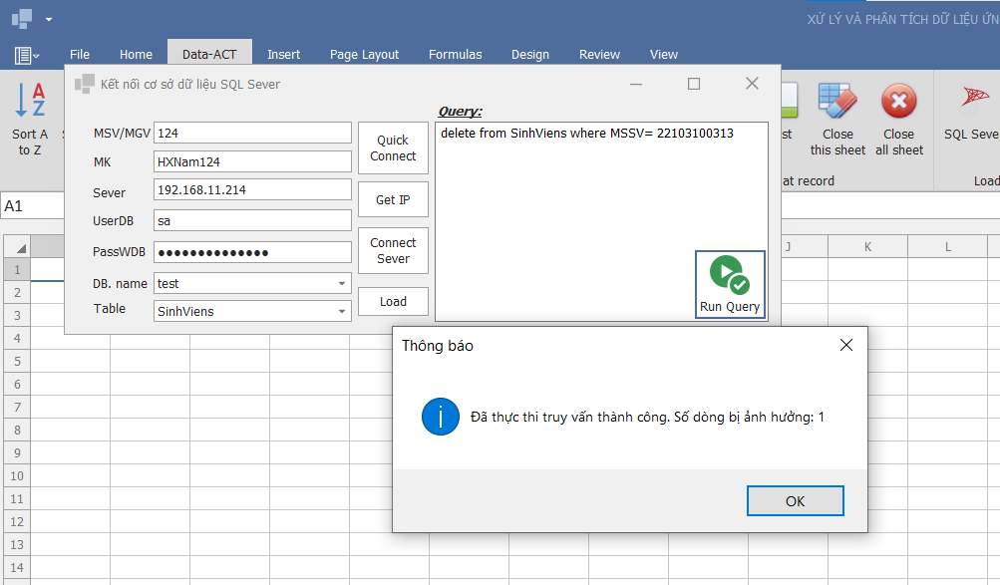 XỬ LÝ VÀ PHÂN TÍCH DỮ LIỆU ỨN
File Home Data-ACT Insert Page Layout Formulas Design Review View
Sort A
to Z
st
Close
this sheet
Close
all sheet
SQL Seve
at record
Load
A1
Kết nối cơ sở dữ liệu SQL Sever
MSV/MGV 124
MK HXNam124
Sever 192.168.11.214
UserDB sa
PassWDB ●●●●●●●●●●●●●●
DB. name test
Table SinhViens
Quick
Connect
Get IP
Connect
Sever
Load
Query:
delete from SinhViens where MSSV= 22103100313
Run Query
J K L
1
2
3
4
5
6
7
8
9
10
11
12
13
14
Thông báo
i
Đã thực thi truy vấn thành công. Số dòng bị ảnh hưởng: 1
OK